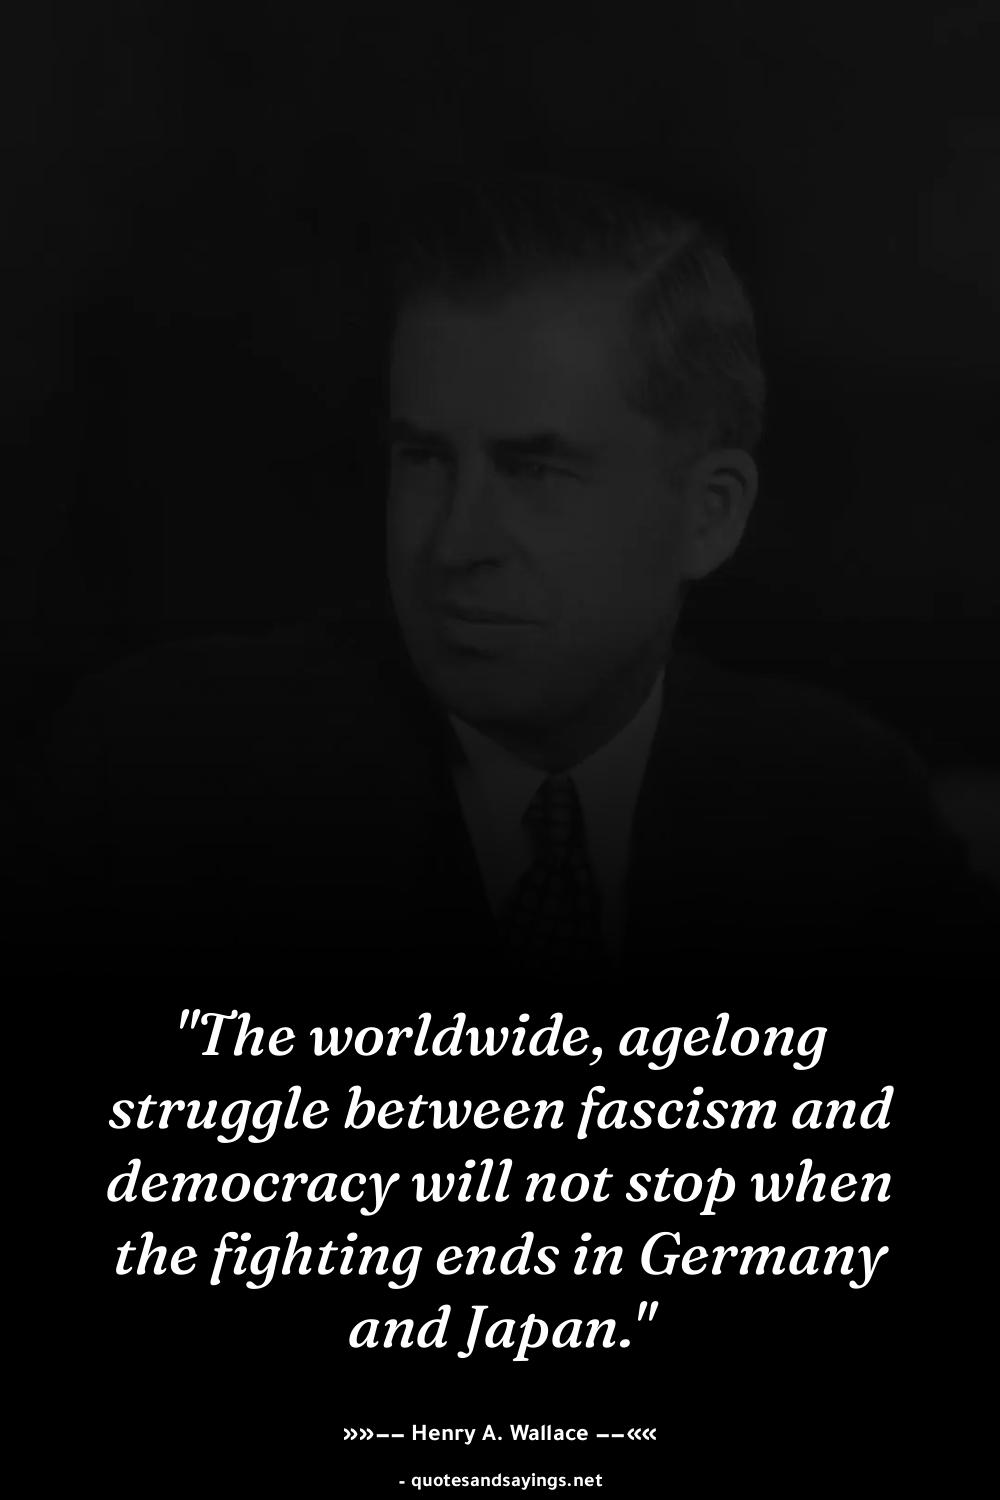 "The worldwide, agelong
struggle between fascism and
democracy will not stop when
the fighting ends in Germany
and Japan."
»»−− Henry A. Wallace −−««
- quotesandsayings.net